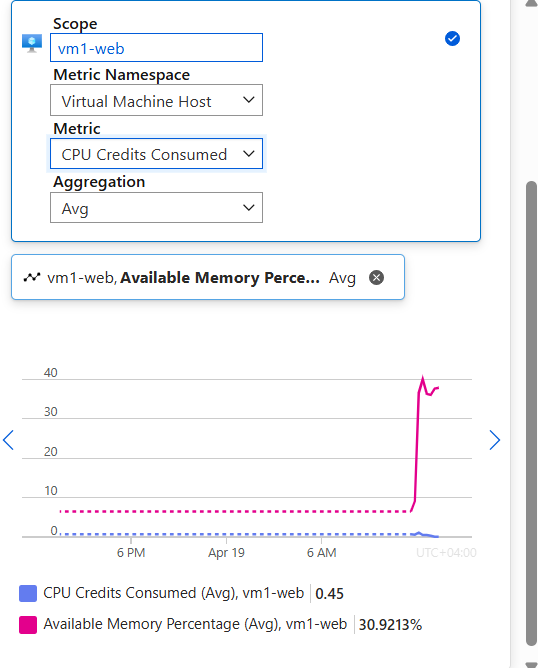 Scope
vm1-web
Metric Namespace
Virtual Machine Host
Metric
CPU Credits Consumed
Aggregation
Avg
vm1-web, Available Memory Perce... Avg
40
30
20
10
0
6 PM Apr 19 6 AM UTC+04:00
CPU Credits Consumed (Avg), vm1-web 0.45
Available Memory Percentage (Avg), vm1-web 30.9213%